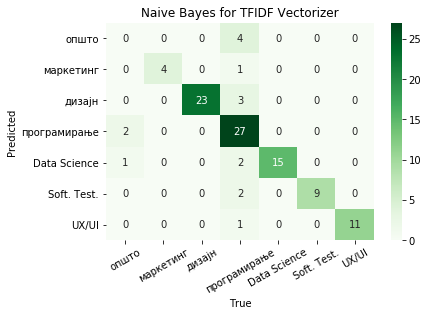 Naive Bayes for TFIDF Vectorizer
општо 0 0 0 4 0 0 0
маркетинг 0 4 0 1 0 0 0
дизајн 0 0 23 3 0 0 0
програмирање 2 0 0 27 0 0 0
Data Science 1 0 0 2 15 0 0
Soft. Test. 0 0 0 2 0 9 0
UX/UI 0 0 0 1 0 0 11
општо маркетинг дизајн програмирање Data Science Soft. Test. UX/UI
True
Predicted
25
20
15
10
5
0